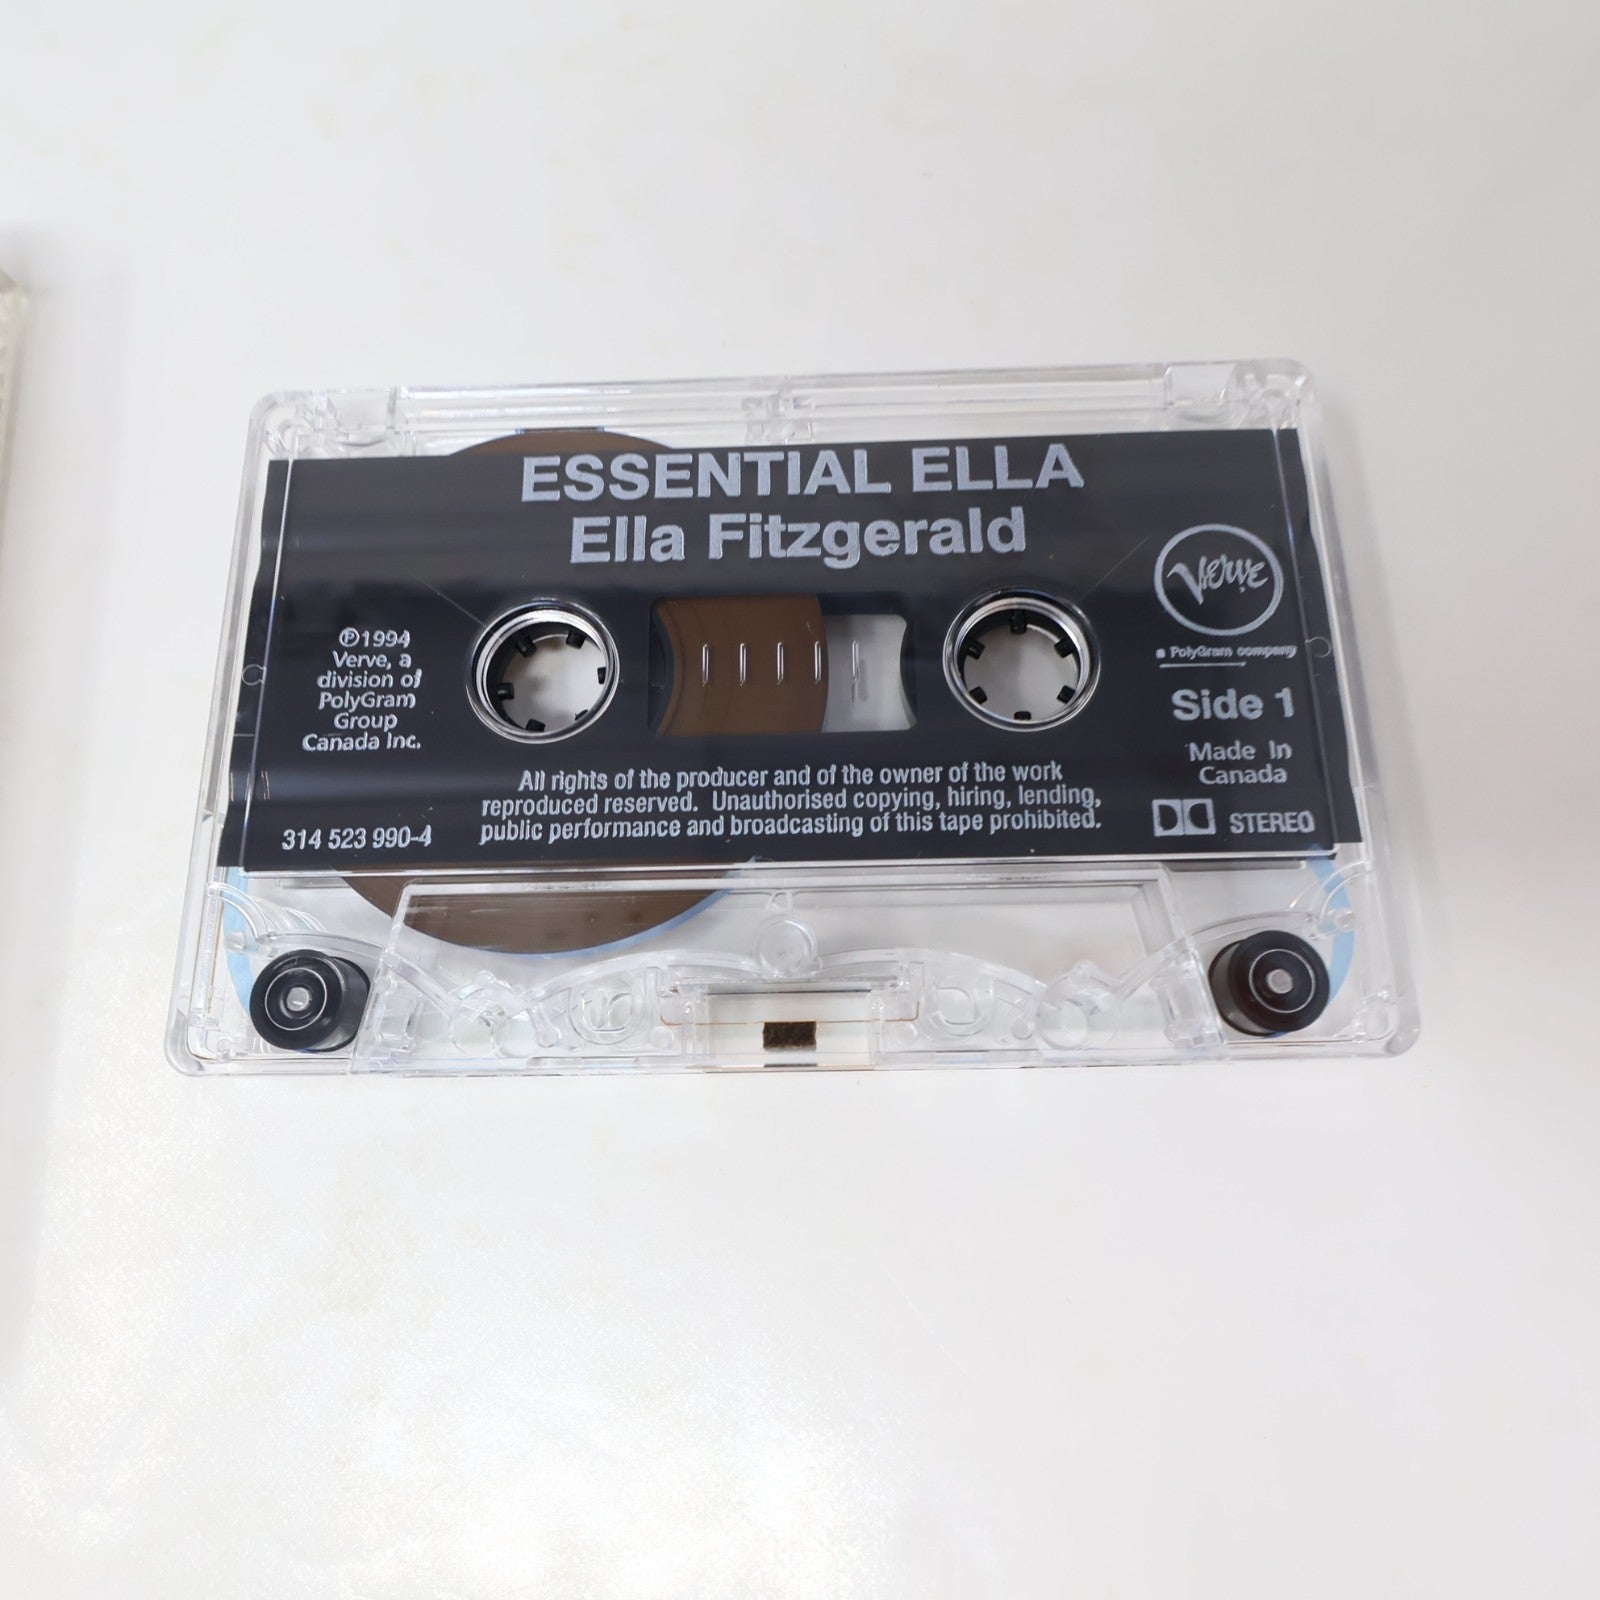 ESSENTIAL ELLA
Ella Fitzgerald
℗1994
Verve, a
division of
PolyGram
Group
Canada Inc.
Verve
a PolyGram company
Side 1
Made In
Canada
All rights of the producer and of the owner of the work
reproduced reserved. Unauthorised copying, hiring, lending,
public performance and broadcasting of this tape prohibited.
314 523 990-4
STEREO